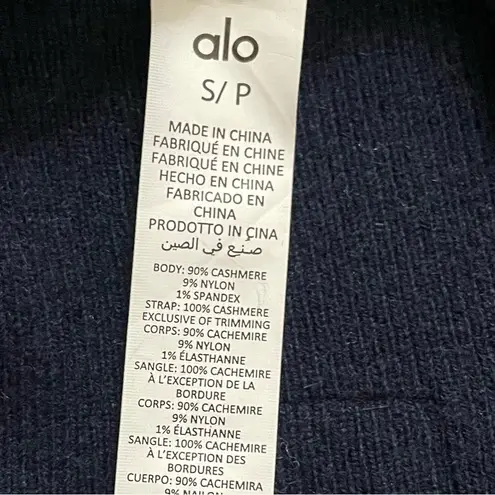 alo
S/ P
MADE IN CHINA
FABRIQUÉ EN CHINE
FABRIQUÉ EN CHINE
HECHO EN CHINA
FABRICADO EN
CHINA
PRODOTTO IN CINA
صنع في الصين
BODY: 90% CASHMERE
9% NYLON
1% SPANDEX
STRAP: 100% CASHMERE
EXCLUSIVE OF TRIMMING
CORPS: 90% CACHEMIRE
9% NYLON
1% ÉLASTHANNE
SANGLE: 100% CACHEMIRE
À L'EXCEPTION DE LA
BORDURE
CORPS: 90% CACHEMIRE
9% NYLON
1% ÉLASTHANNE
SANGLE: 100% CACHEMIRE
À L'EXCEPTION DES
BORDURES
CUERPO: 90% CACHEMIRA
9% NAILON